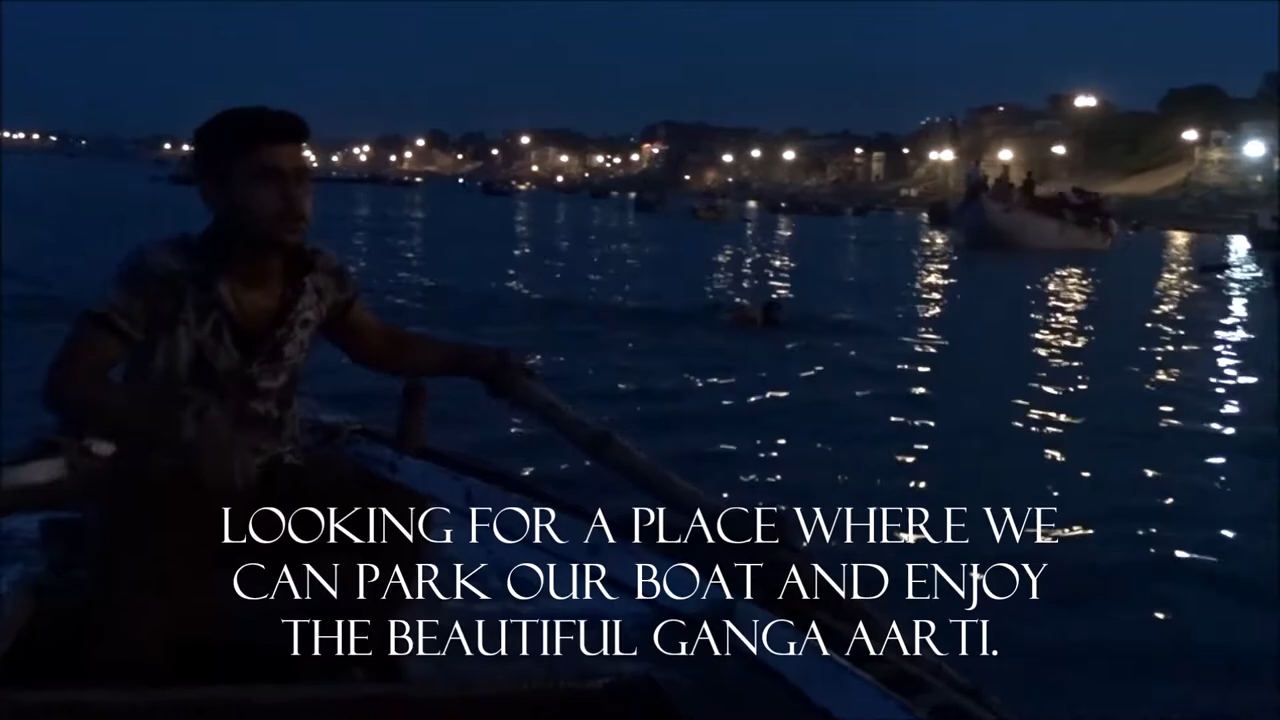 LOOKING FOR A PLACE WHERE WE
CAN PARK OUR BOAT AND ENJOY
THE BEAUTIFUL GANGA AARTI.